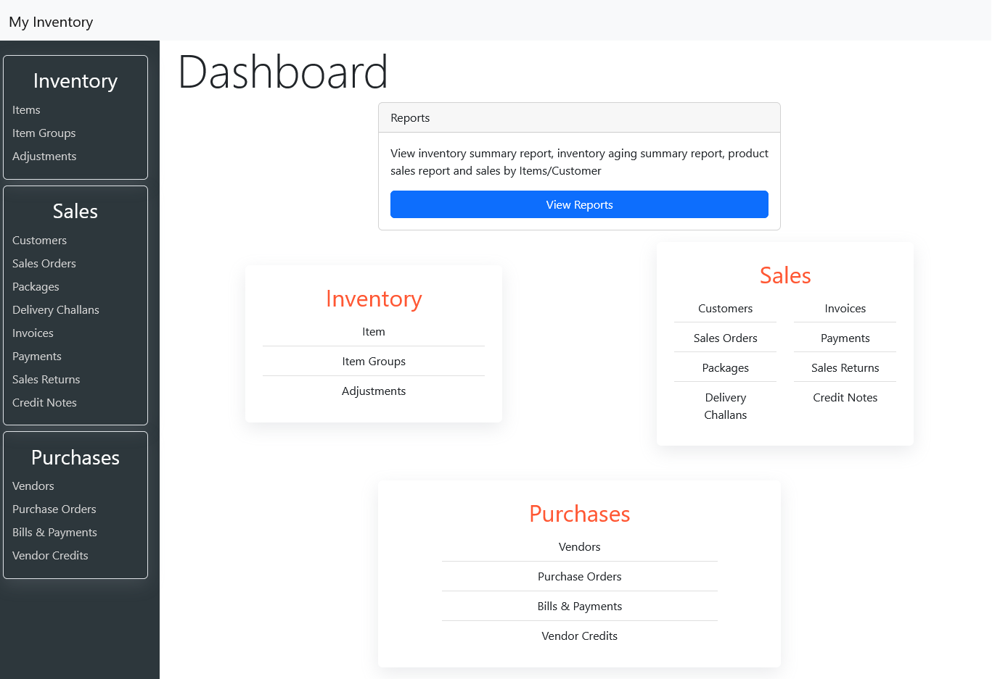 My Inventory
Inventory
Items
Item Groups
Adjustments
Sales
Customers
Sales Orders
Packages
Delivery Challans
Invoices
Payments
Sales Returns
Credit Notes
Purchases
Vendors
Purchase Orders
Bills & Payments
Vendor Credits
Dashboard
Reports
View inventory summary report, inventory aging summary report, product
sales report and sales by Items/Customer
View Reports
Inventory
Item
Item Groups
Adjustments
Sales
Customers
Sales Orders
Packages
Delivery
Challans
Invoices
Payments
Sales Returns
Credit Notes
Purchases
Vendors
Purchase Orders
Bills & Payments
Vendor Credits